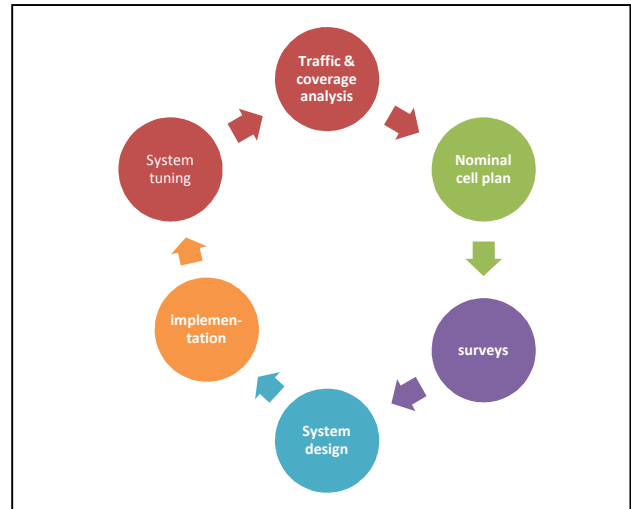 Traffic &
coverage
analysis
Nominal
cell plan
surveys
System
design
implemen-
tation
System
tuning